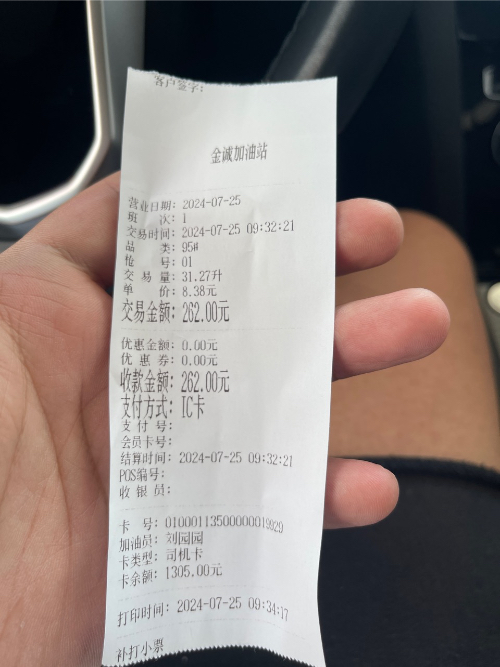 客户签字:
金诚加油站
营业日期: 2024-07-25
班 次: 1
交易时间: 2024-07-25 09:32:21
品 类: 95#
枪 号: 01
交 易 量: 31.27升
单 价: 8.38元
交易金额: 262.00元
优惠金额: 0.00元
优 惠 券: 0.00元
收款金额: 262.00元
支付方式: IC卡
支 付 号:
会员卡号:
结算时间: 2024-07-25 09:32:21
POS编号:
收 银 员:
卡 号: 01000113500000019929
加油员: 刘园园
卡类型: 司机卡
卡余额: 1305.00元
打印时间: 2024-07-25 09:34:17
补打小票